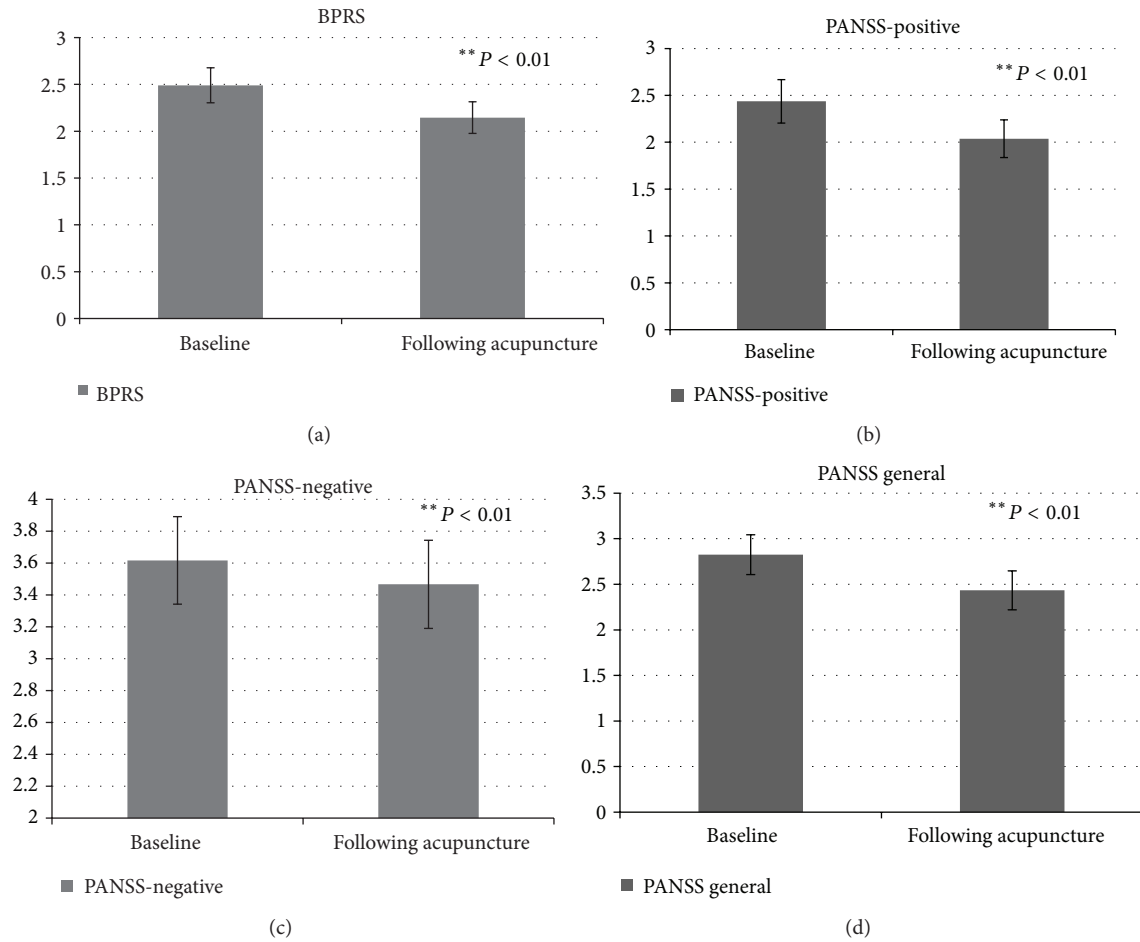 BPRS
3
2.5
2
1.5
1
0.5
0
**P < 0.01
Baseline
Following acupuncture
BPRS
(a)
PANSS-positive
3
2.5
2
1.5
1
0.5
0
**P < 0.01
Baseline
Following acupuncture
PANSS-positive
(b)
PANSS-negative
4
3.8
3.6
3.4
3.2
3
2.8
2.6
2.4
2.2
2
**P < 0.01
Baseline
Following acupuncture
PANSS-negative
(c)
PANSS general
3.5
3
2.5
2
1.5
1
0.5
0
**P < 0.01
Baseline
Following acupuncture
PANSS general
(d)